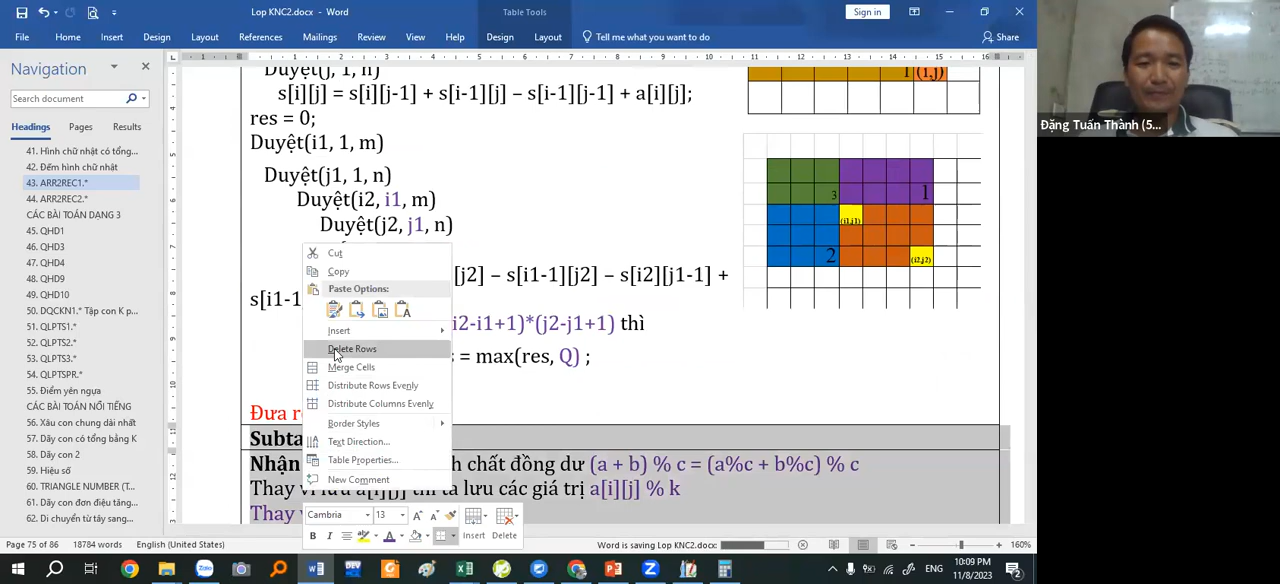 Lop KNC2.docx - Word
Table Tools
Sign in
File
Home
Insert
Design
Layout
References
Mailings
Review
View
Help
Design
Layout
Tell me what you want to do
Share
Navigation
Search document
Headings
Pages
Results
41. Hình chữ nhật có tổng...
42. Đếm hình chữ nhật
43. ARR2REC1.*
44. ARR2REC2.*
CÁC BÀI TOÁN DẠNG 3
45. QHD1
46. QHD3
47. QHD4
48. QHD9
49. QHD10
50. DQCKN1.* Tập con K p...
51. QLPTS1.*
52. QLPTS2.*
53. QLPTS3.*
54. QLPTSPR.*
55. Điểm yên ngựa
CÁC BÀI TOÁN NỔI TIẾNG
56. Xâu con chung dài nhất
57. Dãy con có tổng bằng K
58. Dãy con 2
59. Hiệu số
60. TRIANGLE NUMBER (T...
61. Dãy con đơn điệu tăng...
62. Di chuyển từ tây sang...
Duyệt(j, 1, n)
s[i][j] = s[i][j-1] + s[i-1][j] – s[i-1][j-1] + a[i][j];
res = 0;
Duyệt(i1, 1, m)
Duyệt(j1, 1, n)
Duyệt(i2, i1, m)
Duyệt(j2, j1, n)
[j2] – s[i1-1][j2] – s[i2][j1-1] +
s[i1-1
i2-i1+1)*(j2-j1+1) thì
= max(res, Q) ;
Đưa r
Subta
Nhận
chất đồng dư (a + b) % c = (a%c + b%c) % c
Thay vì lưu a[i][j] thì ta lưu các giá trị a[i][j] % k
Thay v
1 (i,j)
3
1
(i1,j1)
2
(i2,j2)
Cut
Copy
Paste Options:
Insert
Delete Rows
Merge Cells
Distribute Rows Evenly
Distribute Columns Evenly
Border Styles
Text Direction...
Table Properties...
New Comment
Cambria
13
Insert
Delete
Đặng Tuấn Thành (5...
Page 75 of 86
18784 words
English (United States)
Word is saving Lop KNC2.docx:
160%
ENG
10:09 PM
11/8/2023